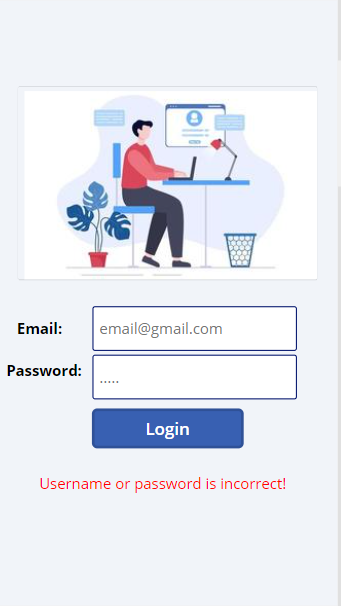 Email:
email@gmail.com
Password:
.....
Login
Username or password is incorrect!